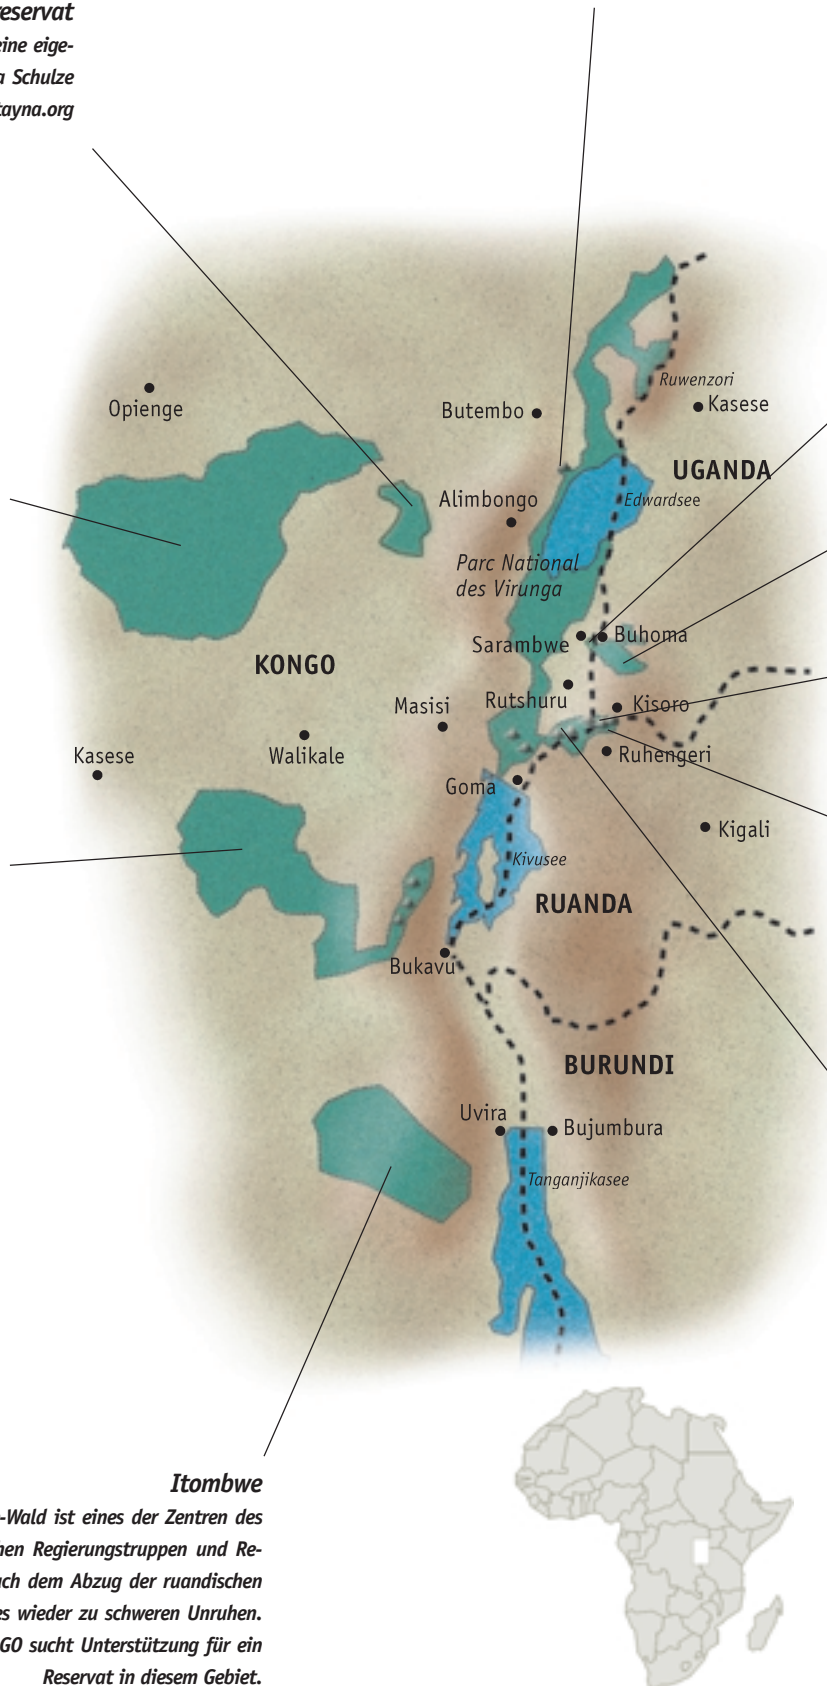 reservat
eine eige-
a Schulze
tayna.org
Ruwenzori
Opienge
Butembo
Kasese
UGANDA
Alimbongo
Edwardsee
Parc National
des Virunga
Sarambwe
Buhoma
KONGO
Rutshuru
Kisoro
Masisi
Kasese
Walikale
Ruhengeri
Goma
Kigali
Kivusee
RUANDA
Bukavu
BURUNDI
Uvira
Bujumbura
Tanganjikasee
Itombwe
-Wald ist eines der Zentren des
hen Regierungstruppen und Re-
ach dem Abzug der ruandischen
es wieder zu schweren Unruhen.
GO sucht Unterstützung für ein
Reservat in diesem Gebiet.